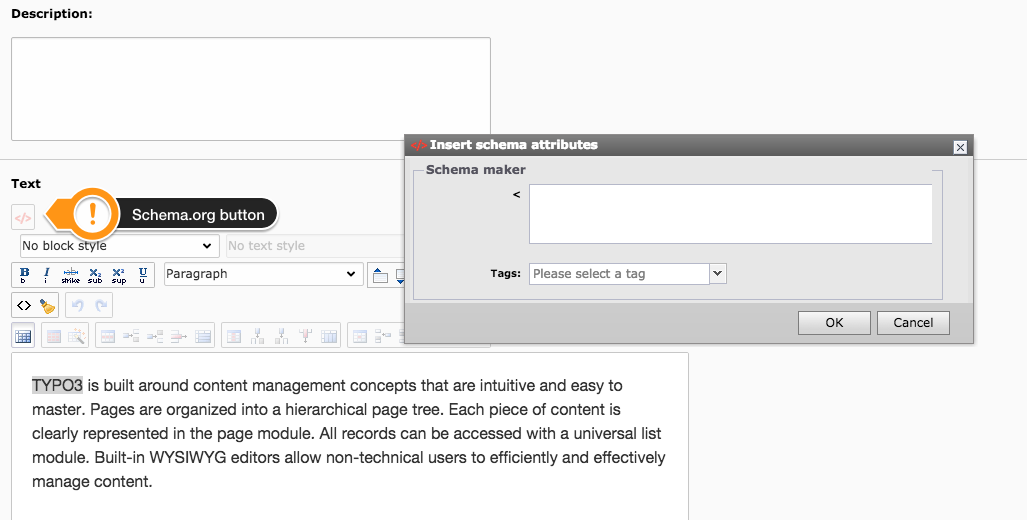 Description:
</> Insert schema attributes
Schema maker
<
Tags: Please select a tag
OK Cancel
Text
</> ! Schema.org button
No block style No text style
B b I i abc strike X2 sub X2 sup U u Paragraph
<>
TYPO3 is built around content management concepts that are intuitive and easy to
master. Pages are organized into a hierarchical page tree. Each piece of content is
clearly represented in the page module. All records can be accessed with a universal list
module. Built-in WYSIWYG editors allow non-technical users to efficiently and effectively
manage content.